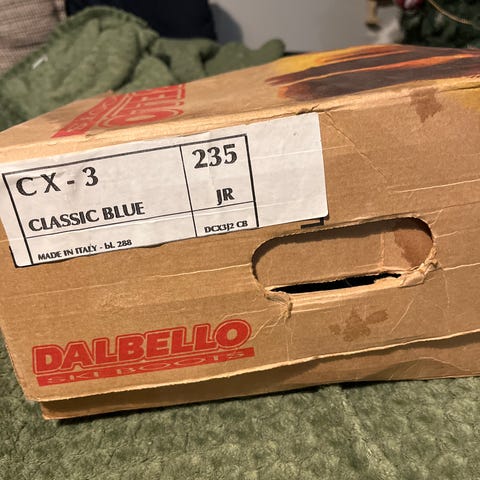 CX-3
235
CLASSIC BLUE
JR
MADE IN ITALY - bl. 288
DCX3J2 CB
DALBELLO
SKI BOOTS